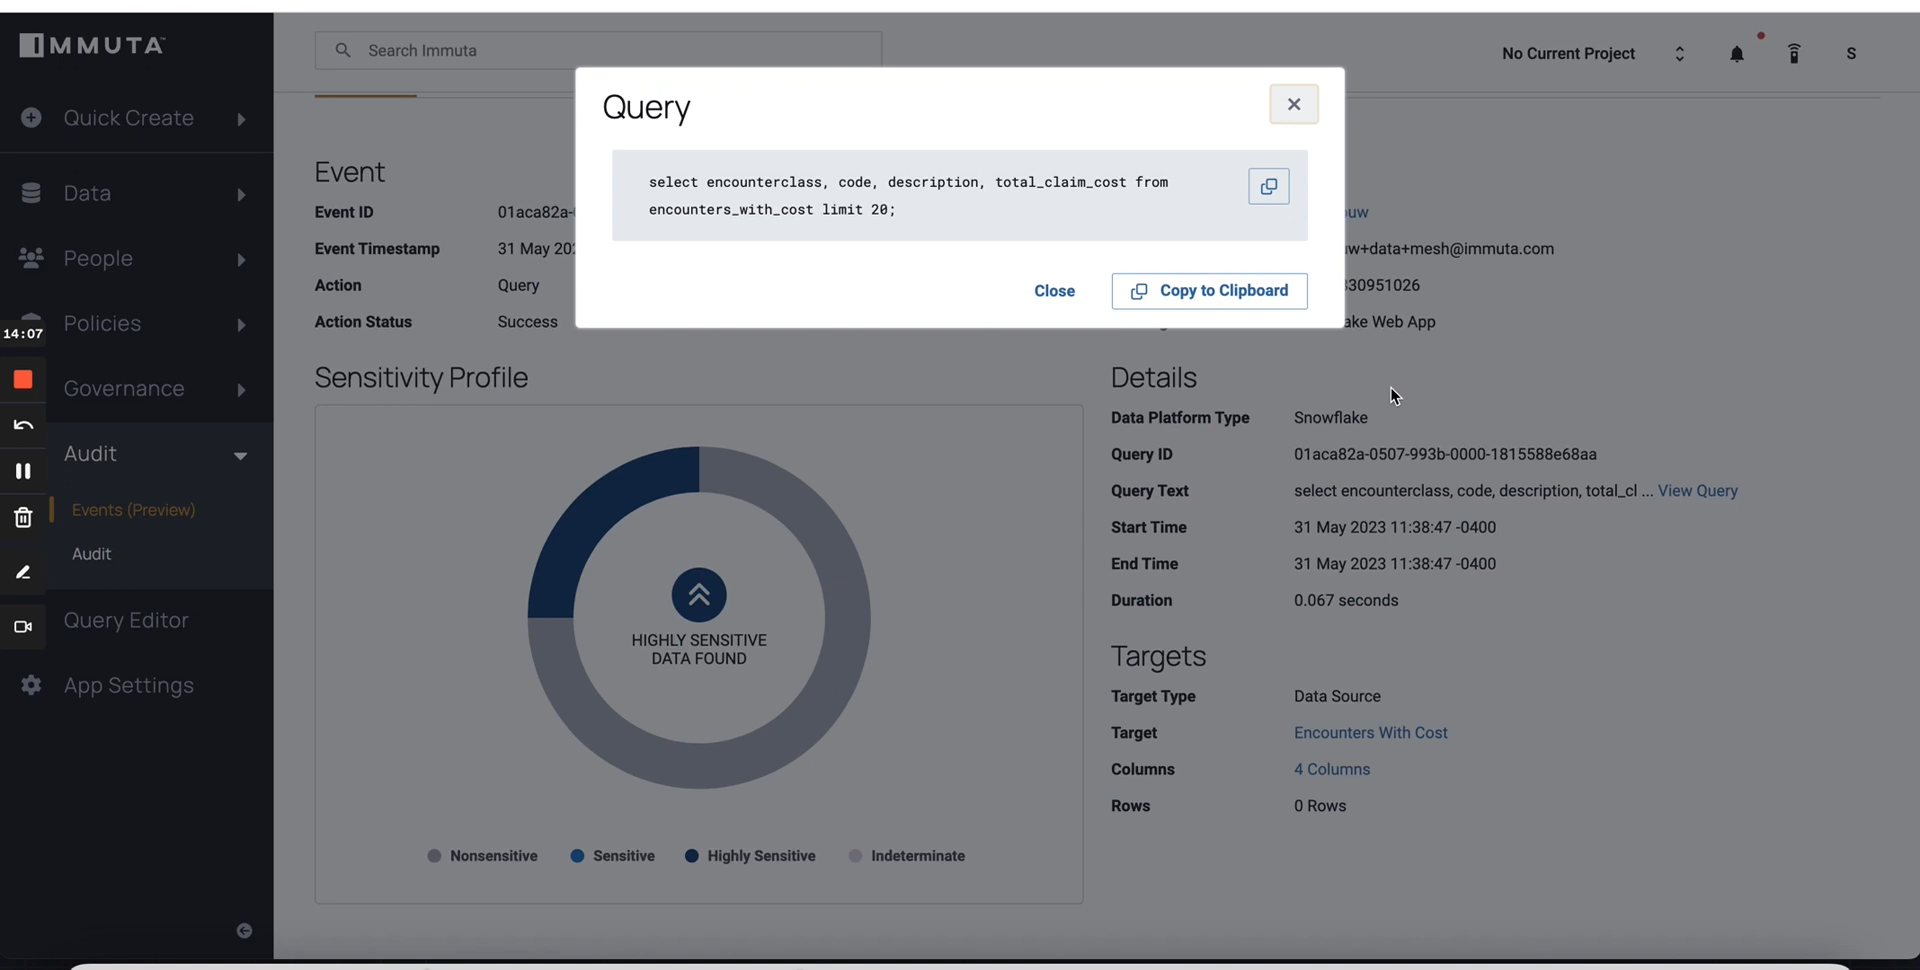 IMMUTA
Search Immuta
No Current Project
S
Quick Create
Data
People
Policies
14:07
Governance
Audit
Events (Preview)
Audit
Query Editor
App Settings
Query
select encounterclass, code, description, total_claim_cost from
encounters_with_cost limit 20;
Close
Copy to Clipboard
Event
Event ID 01aca82a-
Event Timestamp 31 May
Action Query
Action Status Success
uw
w+data+mesh@immuta.com
30951026
ake Web App
Sensitivity Profile
HIGHLY SENSITIVE
DATA FOUND
Nonsensitive Sensitive Highly Sensitive Indeterminate
Details
Data Platform Type Snowflake
Query ID 01aca82a-0507-993b-0000-1815588e68aa
Query Text select encounterclass, code, description, total_cl ... View Query
Start Time 31 May 2023 11:38:47 -0400
End Time 31 May 2023 11:38:47 -0400
Duration 0.067 seconds
Targets
Target Type Data Source
Target Encounters With Cost
Columns 4 Columns
Rows 0 Rows